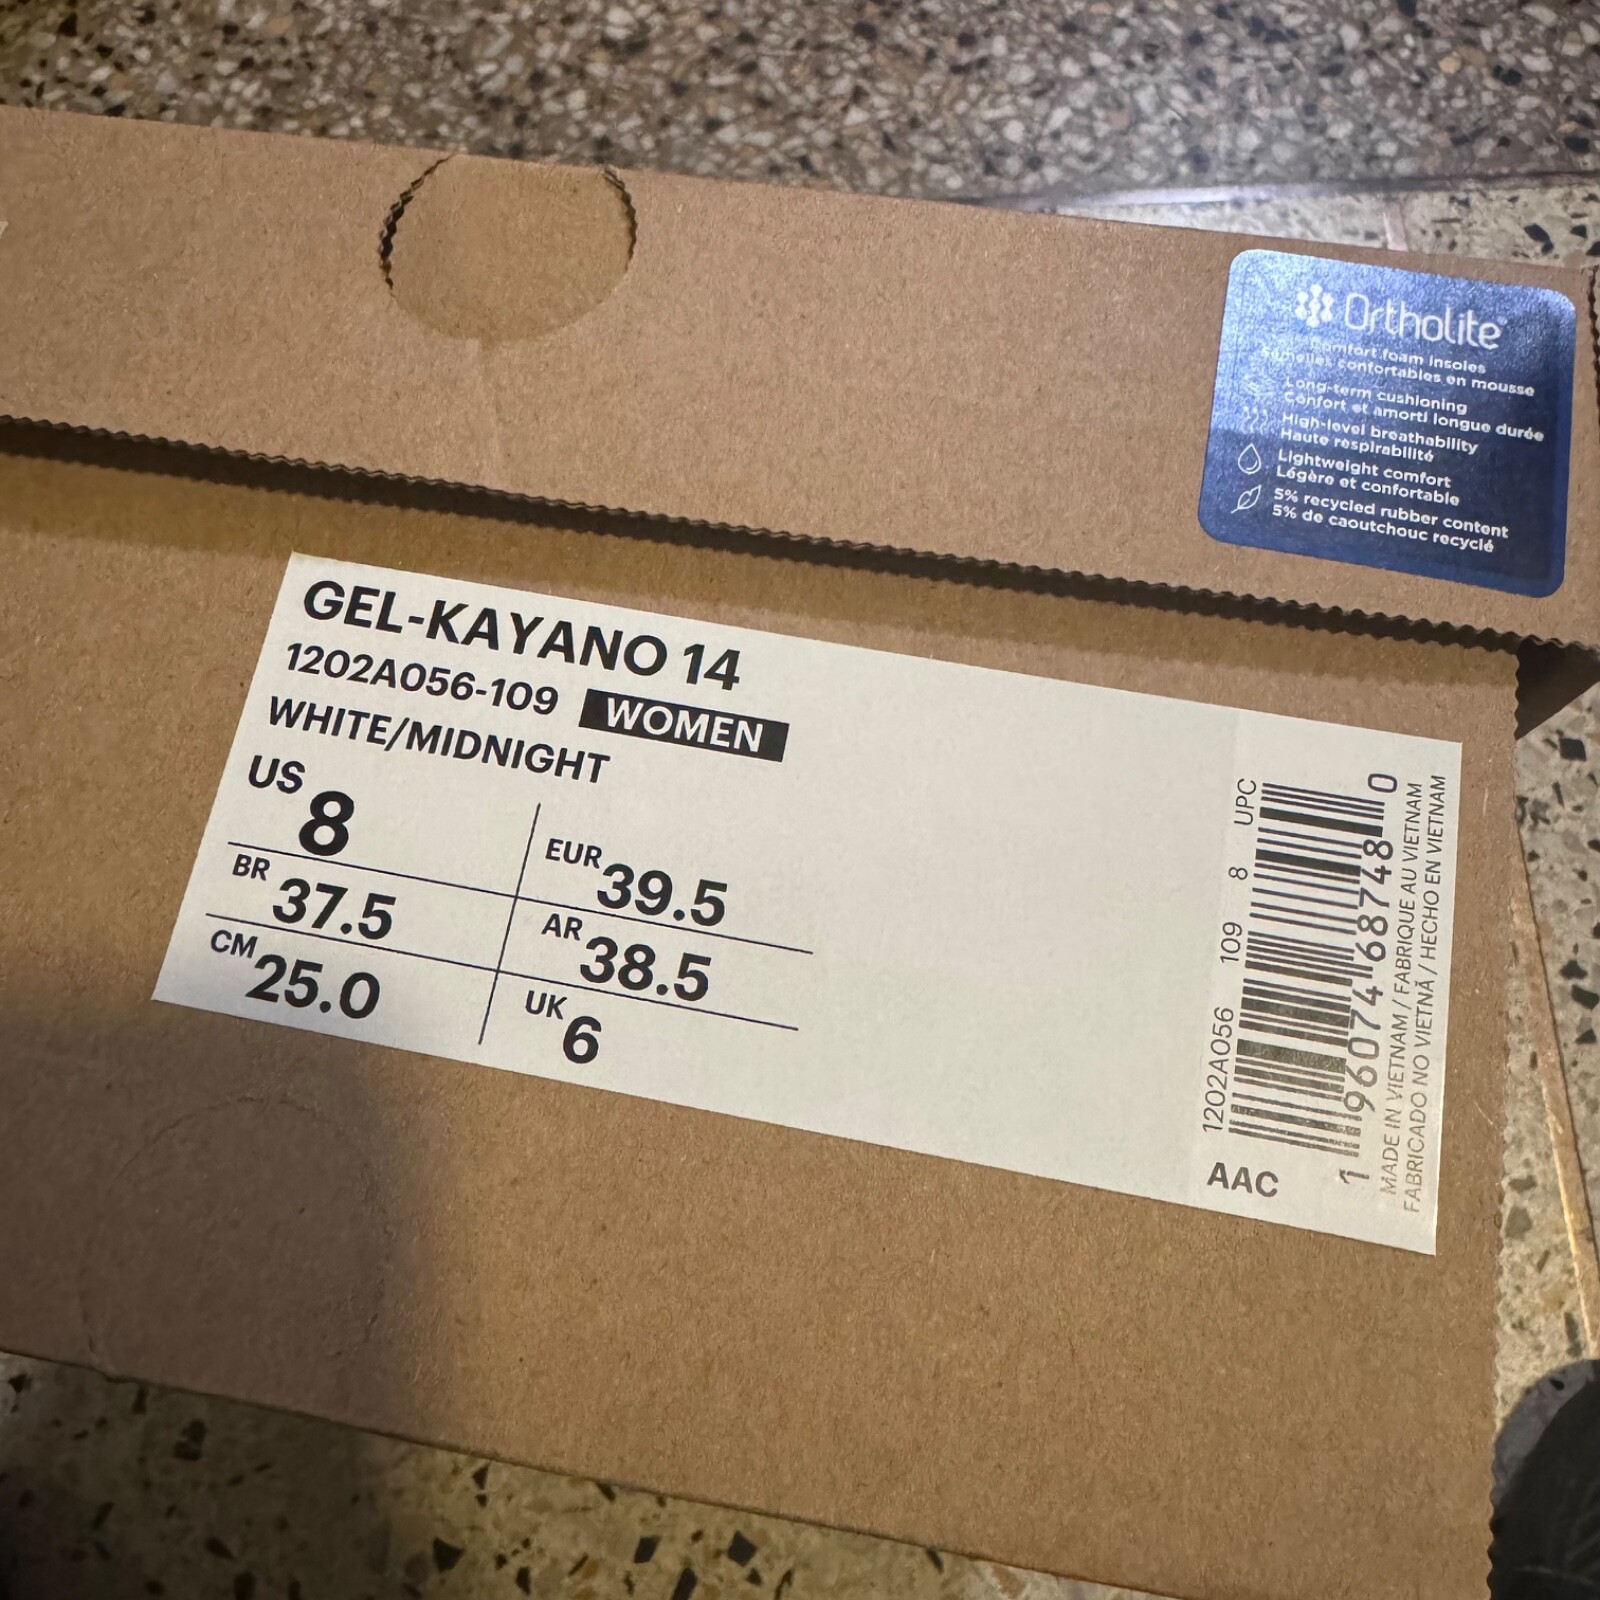 Ortholite
Comfort foam insoles
Semelles confortables en mousse
Long-term cushioning
Confort et amorti longue durée
High-level breathability
Haute respirabilité
Lightweight comfort
Légère et confortable
5% recycled rubber content
5% de caoutchouc recyclé
GEL-KAYANO 14
1202A056-109 WOMEN
WHITE/MIDNIGHT
US 8
EUR 39.5
BR 37.5
AR 38.5
CM 25.0
UK 6
1202A056 109 8 UPC
1 96074 68748 0
MADE IN VIETNAM / FABRIQUE AU VIETNAM
FABRICADO NO VIETNÃ / HECHO EN VIETNAM
AAC